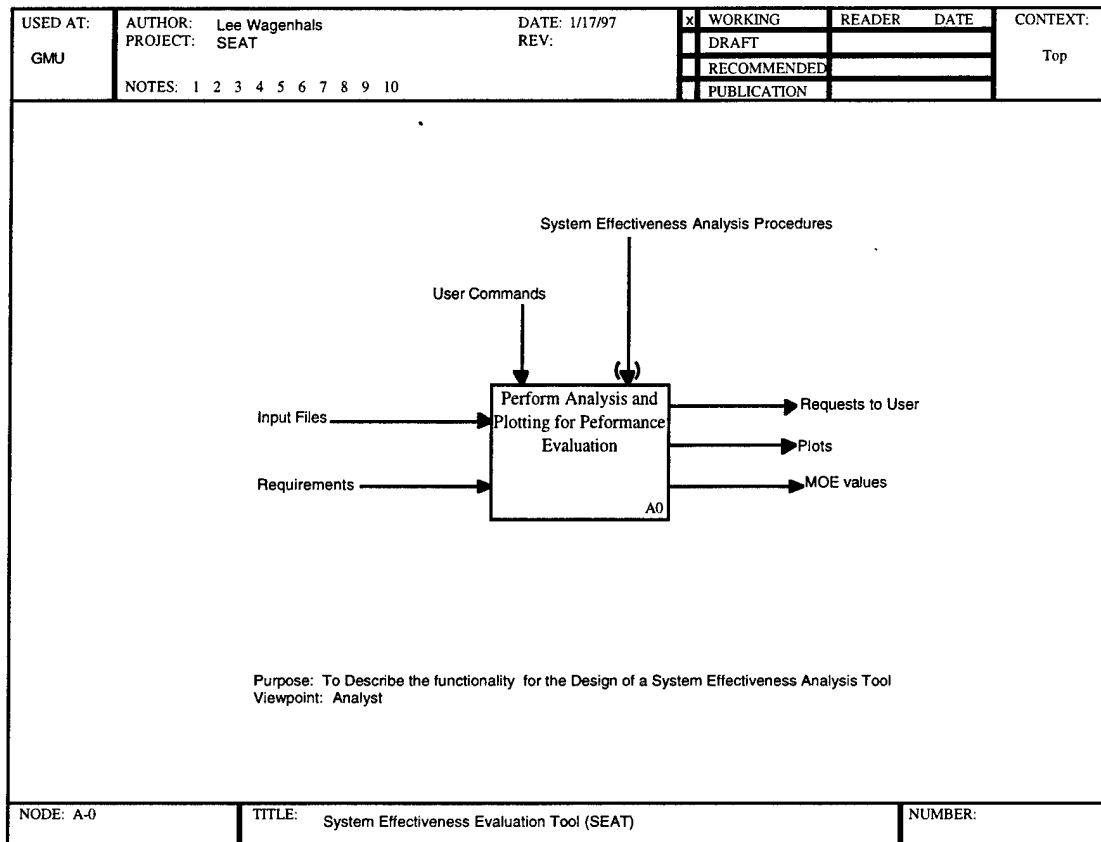 USED AT:
GMU
AUTHOR: Lee Wagenhals
PROJECT: SEAT
DATE: 1/17/97
REV:
NOTES: 1 2 3 4 5 6 7 8 9 10
x WORKING
DRAFT
RECOMMENDED
PUBLICATION
READER DATE
CONTEXT:
Top
System Effectiveness Analysis Procedures
User Commands
( )
Input Files
Requirements
Perform Analysis and
Plotting for Peformance
Evaluation
A0
Requests to User
Plots
MOE values
Purpose: To Describe the functionality for the Design of a System Effectiveness Analysis Tool
Viewpoint: Analyst
NODE: A-0
TITLE: System Effectiveness Evaluation Tool (SEAT)
NUMBER: